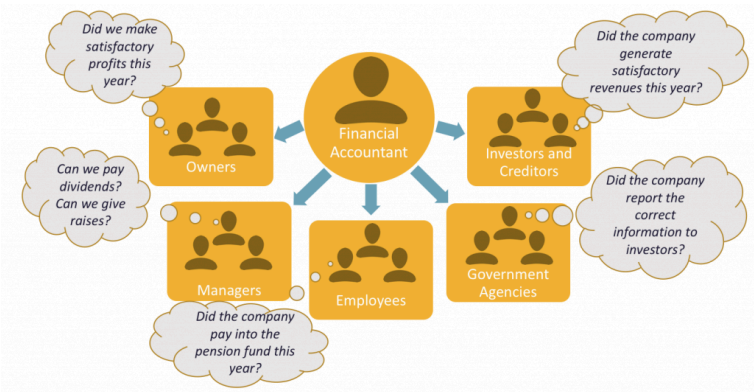 Did we make
satisfactory
profits this
year?
Owners
Financial
Accountant
Did the company
generate
satisfactory
revenues this year?
Investors and
Creditors
Can we pay
dividends?
Can we give
raises?
Managers
Did the company
pay into the
pension fund this
year?
Employees
Did the company
report the
correct
information to
investors?
Government
Agencies